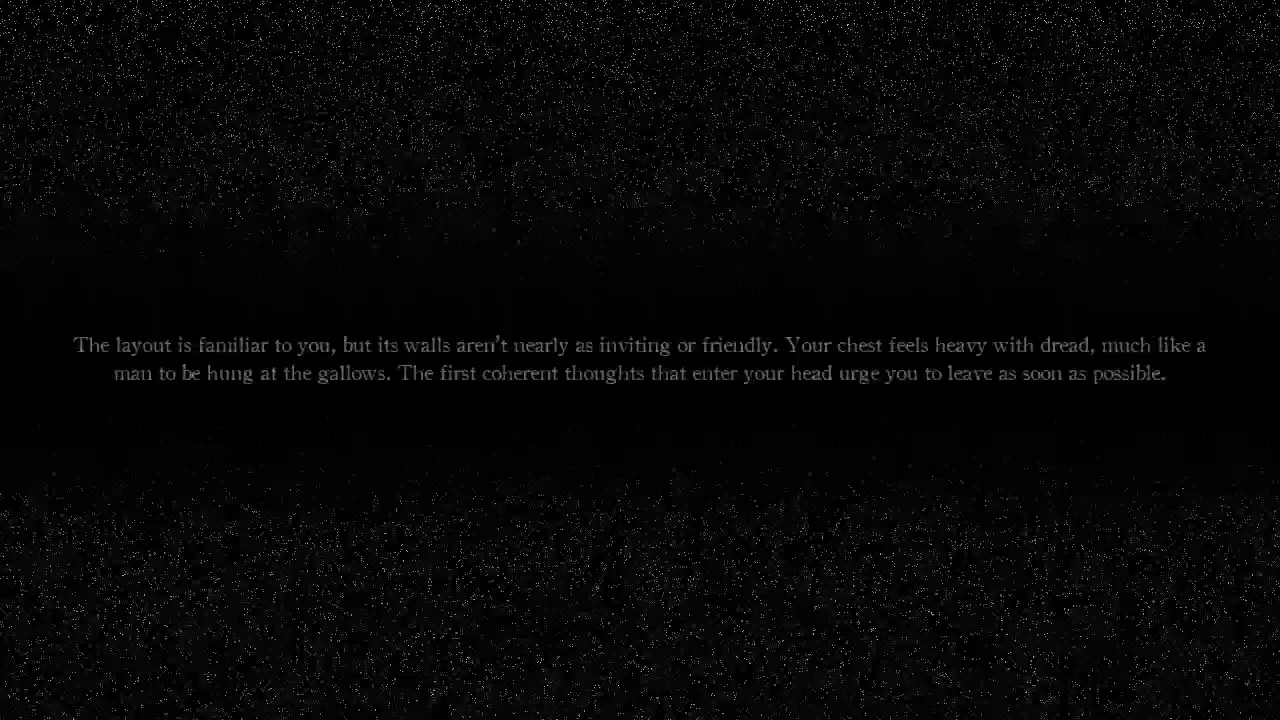 The layout is familiar to you, but its walls aren't nearly as inviting or friendly. Your chest feels heavy with dread, much like a
man to be hung at the gallows. The first coherent thoughts that enter your head urge you to leave as soon as possible.